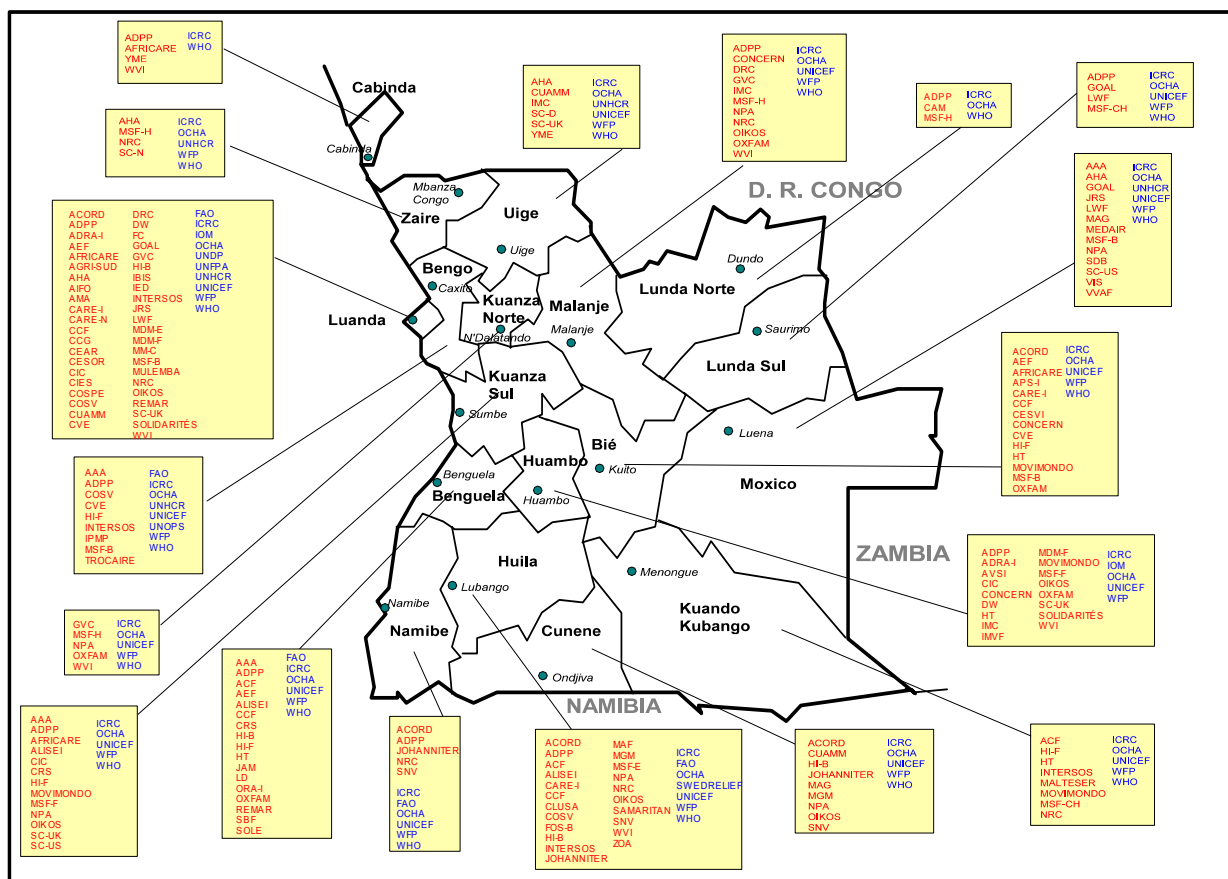 ADPP
AFRICARE
YME
WVI
ICRC
WHO
AHA
MSF-H
NRC
SC-N
ICRC
OCHA
UNHCR
WFP
WHO
AHA
CUAMM
IMC
SC-D
SC-UK
YME
ICRC
OCHA
UNHCR
UNICEF
WFP
WHO
ADPP
CONCERN
DRC
GVC
IMC
MSF-H
NPA
NRC
OIKOS
OXFAM
WVI
ICRC
OCHA
UNICEF
WFP
WHO
ADPP
CAM
MSF-H
ICRC
OCHA
WHO
ADPP
GOAL
LWF
MSF-CH
ICRC
OCHA
UNICEF
WFP
WHO
AAA
AHA
GOAL
JRS
LWF
MAG
MEDAIR
MSF-B
NPA
SDB
SC-US
VIS
VVAF
ICRC
OCHA
UNHCR
UNICEF
WFP
WHO
ACORD
ADPP
ADRA-I
AEF
AFRICARE
AGRI-SUD
AHA
AIFO
AMA
CARE-I
CARE-N
CCF
CCG
CEAR
CESOR
CIC
CIES
COSPE
COSV
CUAMM
CVE
DRC
DW
FC
GOAL
GVC
HI-B
IBIS
IED
INTERSOS
JRS
LWF
MDM-E
MDM-F
MM-C
MSF-B
MULEMBA
NRC
OIKOS
REMAR
SC-UK
SOLIDARITÉS
WVI
FAO
ICRC
IOM
OCHA
UNDP
UNFPA
UNHCR
UNICEF
WFP
WHO
Cabinda
Cabinda
Mbanza
Congo
Zaire
Uige
Uige
D. R. CONGO
Bengo
Caxito
Kuanza
Norte
N'Dalatando
Malanje
Malanje
Lunda Norte
Dundo
Luanda
Saurimo
Lunda Sul
Kuanza
Sul
Sumbe
Luena
Bié
Kuito
Huambo
Huambo
Benguela
Benguela
Moxico
ZAMBIA
Huila
Lubango
Menongue
Namibe
Namibe
Cunene
Ondjiva
Kuando
Kubango
NAMIBIA
ACORD
AEF
AFRICARE
APS-I
CARE-I
CCF
CESVI
CONCERN
CVE
HI-F
HT
MOVIMONDO
MSF-B
OXFAM
ICRC
OCHA
UNICEF
WFP
WHO
AAA
ADPP
COSV
CVE
HI-F
INTERSOS
IPMP
MSF-B
TROCAIRE
FAO
ICRC
OCHA
UNHCR
UNICEF
UNOPS
WFP
WHO
ADPP
ADRA-I
AVSI
CIC
CONCERN
DW
HT
IMC
IMVF
MDM-F
MOVIMONDO
MSF-F
OIKOS
OXFAM
SC-UK
SOLIDARITÉS
WVI
ICRC
IOM
OCHA
UNICEF
WFP
GVC
MSF-H
NPA
OXFAM
WVI
ICRC
OCHA
UNICEF
WFP
WHO
AAA
ADPP
AFRICARE
ALISEI
CIC
CRS
HI-F
MOVIMONDO
MSF-F
NPA
OIKOS
SC-UK
SC-US
ICRC
OCHA
UNICEF
WFP
WHO
AAA
ADPP
ACF
AEF
ALISEI
CCF
CRS
HI-B
HI-F
HT
JAM
LD
ORA-I
OXFAM
REMAR
SBF
SOLE
FAO
ICRC
OCHA
UNICEF
WFP
WHO
ACORD
ADPP
JOHANNITER
NRC
SNV
ICRC
FAO
OCHA
UNICEF
WFP
WHO
ACORD
ADPP
ACF
ALISEI
CARE-I
CCF
CLUSA
COSV
FOS-B
HI-B
INTERSOS
JOHANNITER
MAF
MGM
MSF-E
NPA
NRC
OIKOS
SAMARITAN
SNV
WVI
ZOA
ICRC
FAO
OCHA
SWEDRELIEF
UNICEF
WFP
WHO
ACORD
CUAMM
HI-B
JOHANNITER
MAG
MGM
NPA
OIKOS
SNV
ICRC
OCHA
UNICEF
WFP
WHO
ACF
HI-F
HT
INTERSOS
MALTESER
MOVIMONDO
MSF-CH
NRC
ICRC
OCHA
UNICEF
WFP
WHO